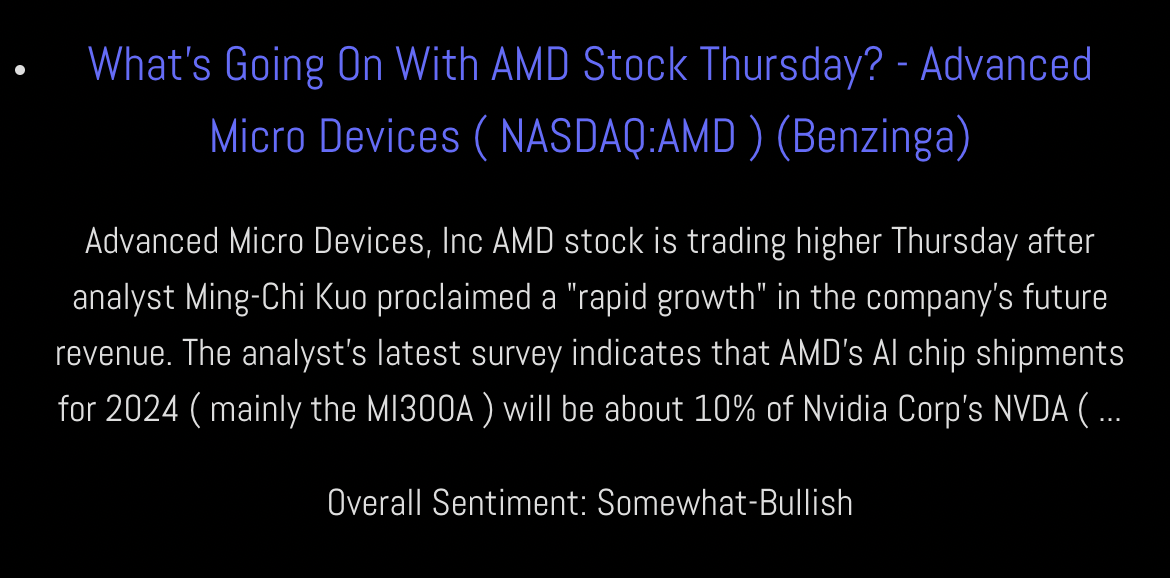 • What's Going On With AMD Stock Thursday? - Advanced
Micro Devices ( NASDAQ:AMD ) (Benzinga)
Advanced Micro Devices, Inc AMD stock is trading higher Thursday after
analyst Ming-Chi Kuo proclaimed a "rapid growth" in the company's future
revenue. The analyst's latest survey indicates that AMD's AI chip shipments
for 2024 ( mainly the MI300A ) will be about 10% of Nvidia Corp's NVDA ( ...
Overall Sentiment: Somewhat-Bullish